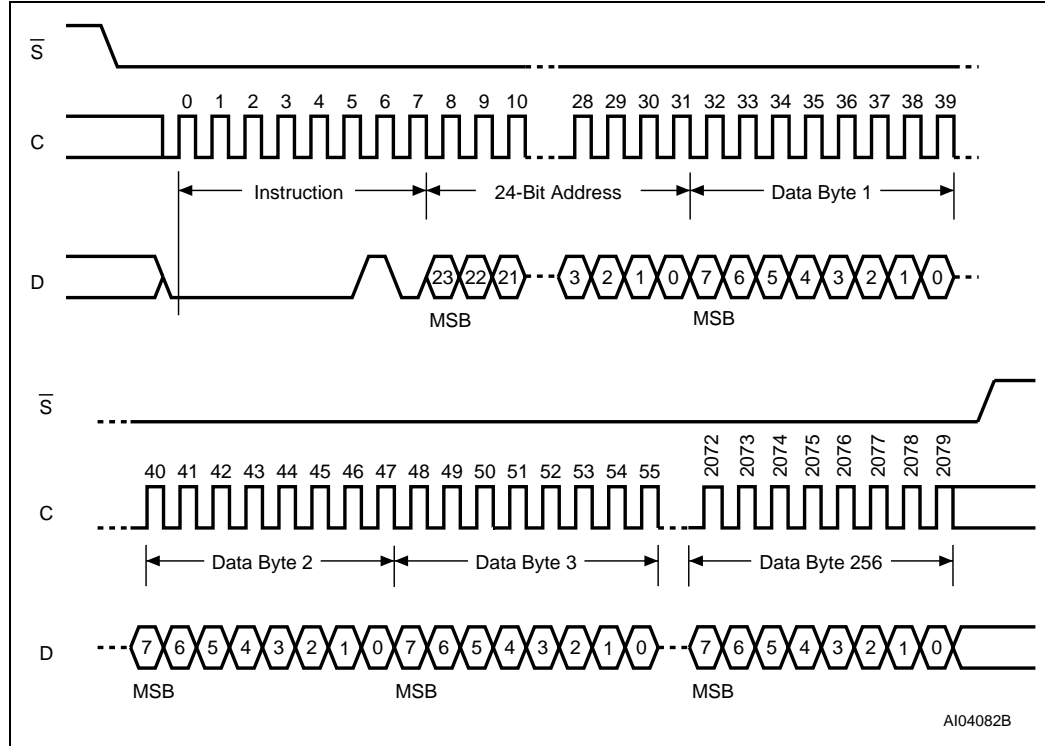 S
0 1 2 3 4 5 6 7 8 9 10 28 29 30 31 32 33 34 35 36 37 38 39
C
Instruction 24-Bit Address Data Byte 1
D
23 22 21 3 2 1 0 7 6 5 4 3 2 1 0
MSB MSB
S
40 41 42 43 44 45 46 47 48 49 50 51 52 53 54 55 2072 2073 2074 2075 2076 2077 2078 2079
C
Data Byte 2 Data Byte 3 Data Byte 256
D
7 6 5 4 3 2 1 0 7 6 5 4 3 2 1 0 7 6 5 4 3 2 1 0
MSB MSB MSB
AI04082B